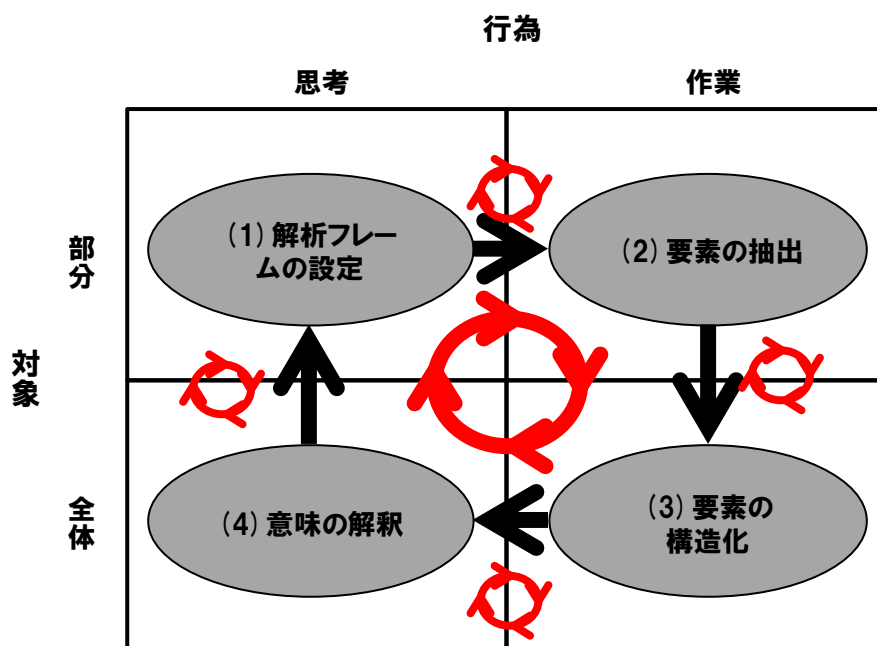 行為
思考
作業
対象
部分
全体
(1) 解析フレー
ムの設定
(2) 要素の抽出
(3) 要素の
構造化
(4) 意味の解釈